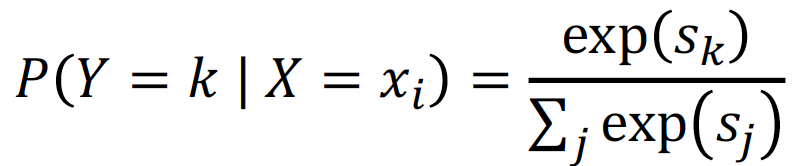 P(Y = k | X = xᵢ) = exp(sₖ) / ∑ⱼ exp(sⱼ)